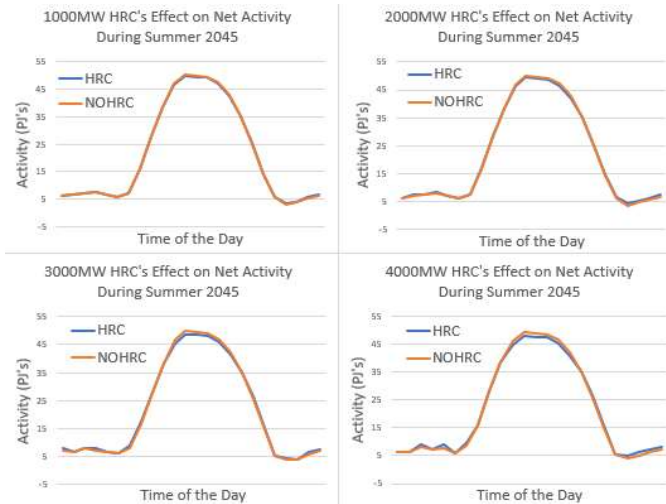 1000MW HRC's Effect on Net Activity
During Summer 2045
55
45
35
25
15
5
-5
Activity (PJ's)
HRC
NOHRC
Time of the Day
2000MW HRC's Effect on Net Activity
During Summer 2045
55
45
35
25
15
5
-5
Activity (PJ's)
HRC
NOHRC
Time of the Day
3000MW HRC's Effect on Net Activity
During Summer 2045
55
45
35
25
15
5
-5
Activity (PJ's)
HRC
NOHRC
Time of the Day
4000MW HRC's Effect on Net Activity
During Summer 2045
55
45
35
25
15
5
-5
Activity (PJ's)
HRC
NOHRC
Time of the Day